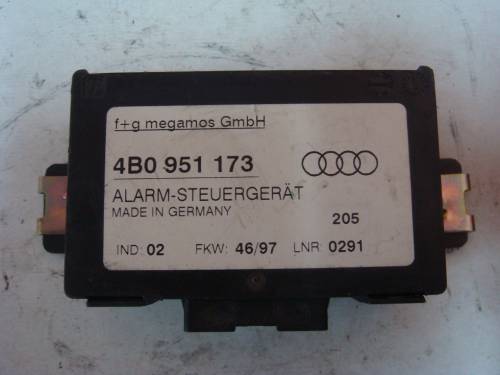 f+g megamos GmbH
4B0 951 173
ALARM-STEUERGERÄT
MADE IN GERMANY
205
IND: 02 FKW: 46/97 LNR 0291